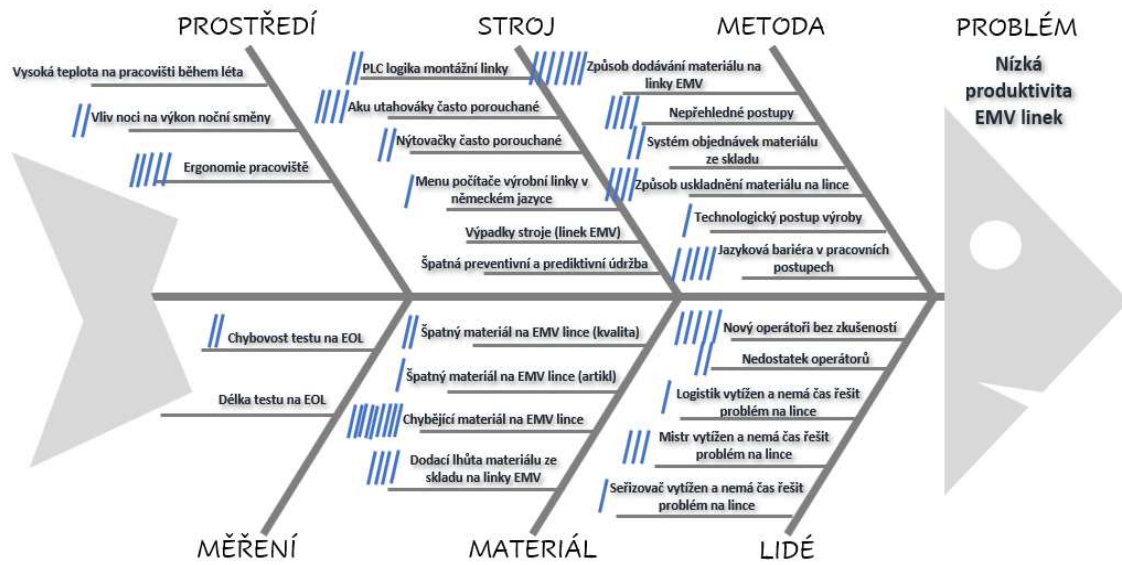 PROSTŘEDÍ
STROJ
METODA
PROBLÉM
Nízká
produktivita
EMV linek
Vysoká teplota na pracovišti během léta
Vliv noci na výkon noční směny
Ergonomie pracoviště
PLC logika montážní linky
Aku utahováky často porouchané
Nýtovačky často porouchané
Menu počítače výrobní linky v
německém jazyce
Výpadky stroje (linek EMV)
Špatná preventivní a prediktivní údržba
Způsob dodávání materiálu na
linky EMV
Nepřehledné postupy
Systém objednávek materiálu
ze skladu
Způsob uskladnění materiálu na lince
Technologický postup výroby
Jazyková bariéra v pracovních
postupech
Chybovost testu na EOL
Délka testu na EOL
Špatný materiál na EMV lince (kvalita)
Špatný materiál na EMV lince (artikl)
Chybějící materiál na EMV lince
Dodací lhůta materiálu ze
skladu na linky EMV
Nový operátoři bez zkušeností
Nedostatek operátorů
Logistik vytížen a nemá čas řešit
problém na lince
Mistr vytížen a nemá čas řešit
problém na lince
Seřizovač vytížen a nemá čas řešit
problém na lince
MĚŘENÍ
MATERIÁL
LIDÉ